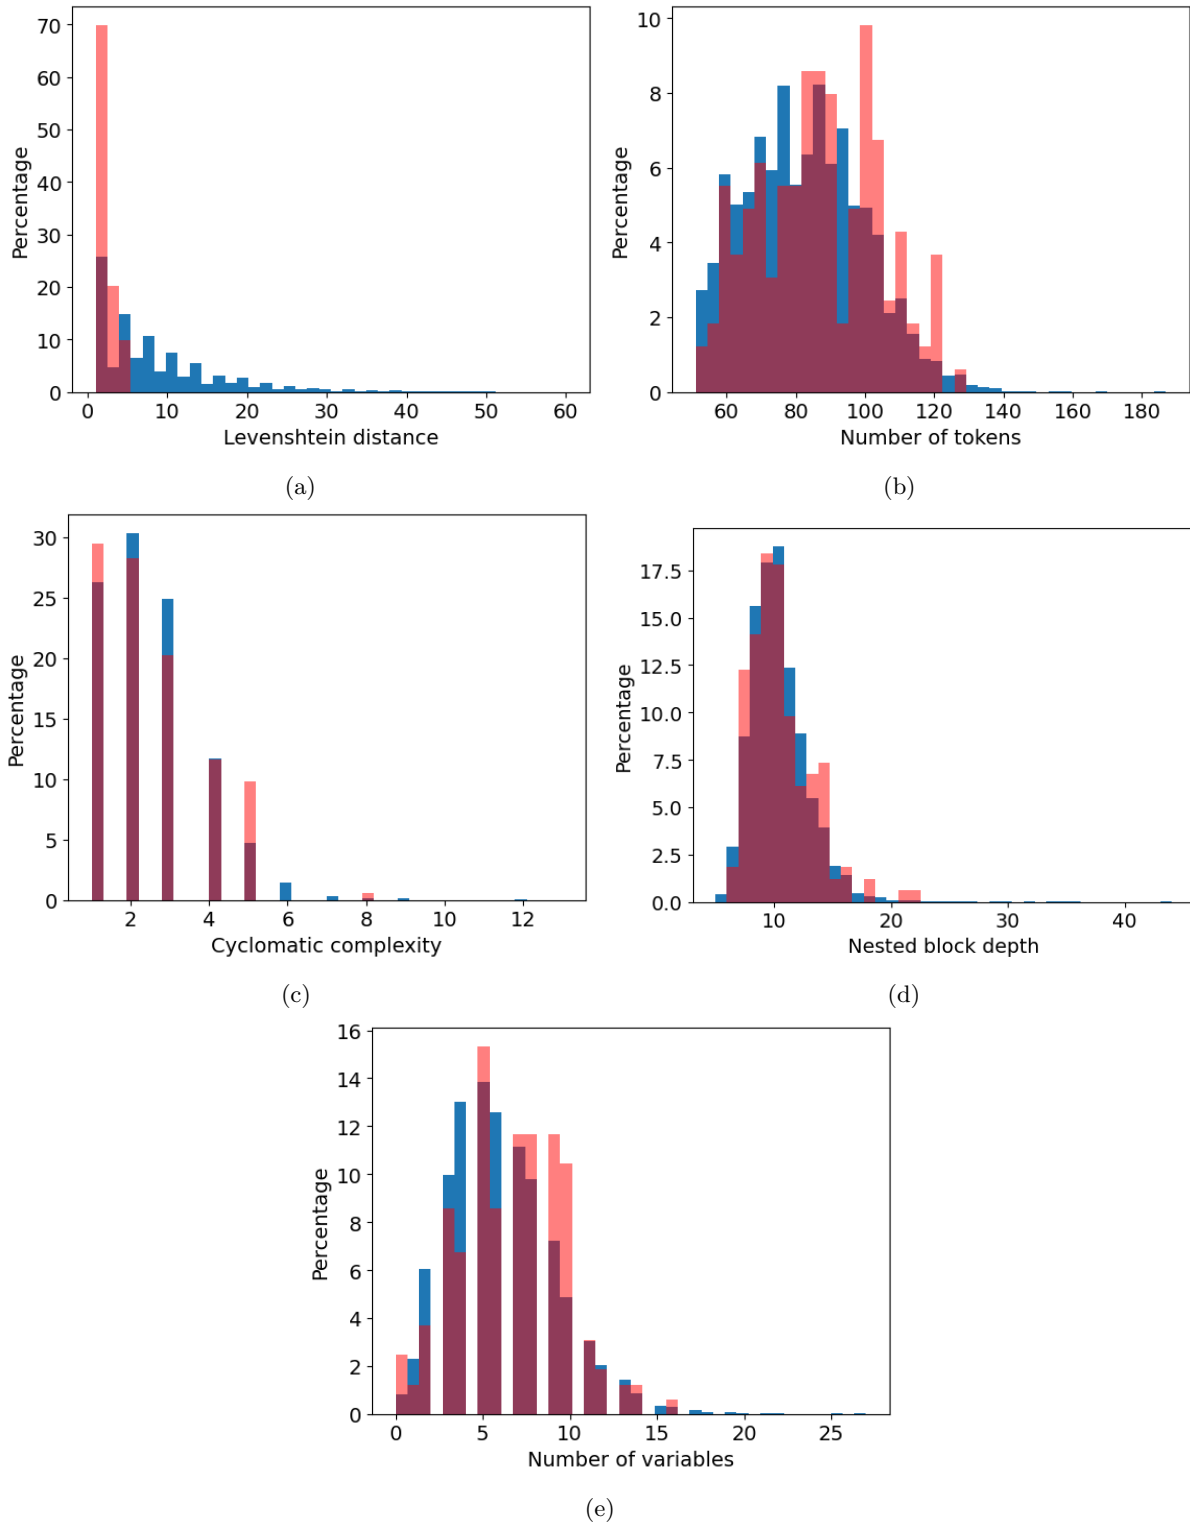 70
60
50
40
30
20
10
0
Percentage
0 10 20 30 40 50 60
Levenshtein distance
(a)
10
8
6
4
2
0
Percentage
60 80 100 120 140 160 180
Number of tokens
(b)
30
25
20
15
10
5
0
Percentage
2 4 6 8 10 12
Cyclomatic complexity
(c)
17.5
15.0
12.5
10.0
7.5
5.0
2.5
0.0
Percentage
10 20 30 40
Nested block depth
(d)
16
14
12
10
8
6
4
2
0
Percentage
0 5 10 15 20 25
Number of variables
(e)